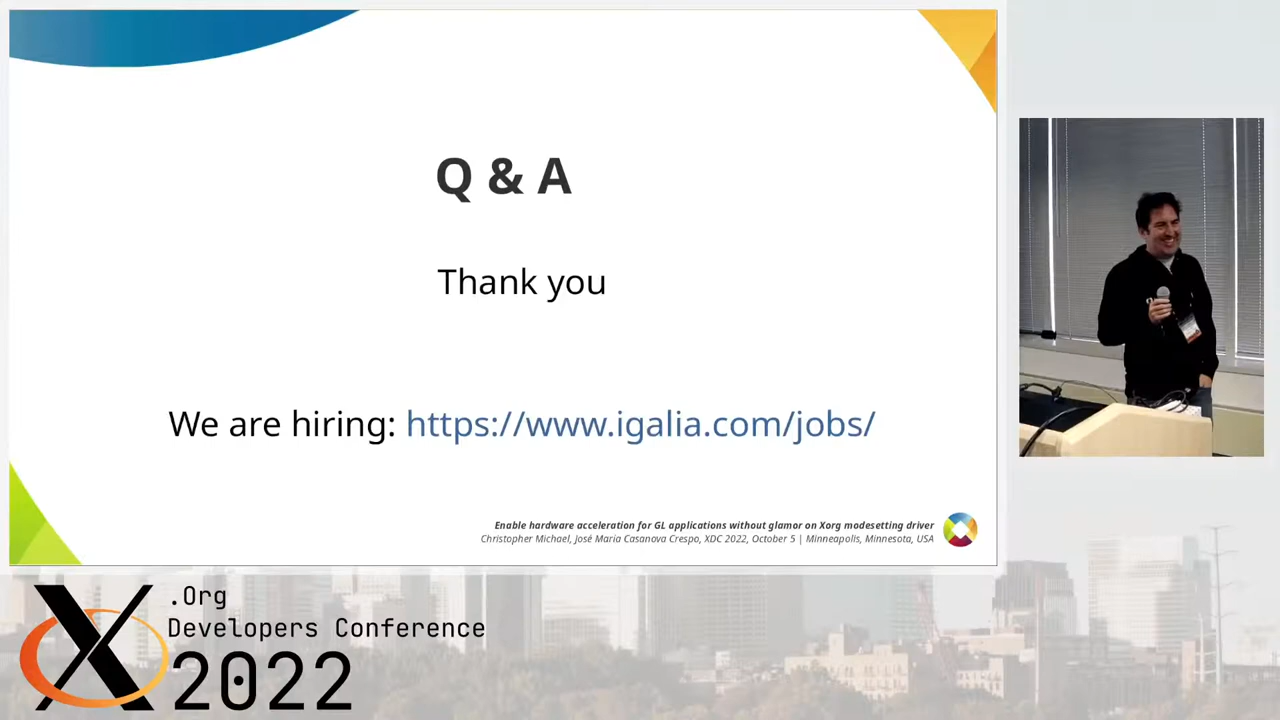 Q & A
Thank you
We are hiring: https://www.igalia.com/jobs/
Enable hardware acceleration for GL applications without glamor on Xorg modesetting driver
Christopher Michael, José Maria Casanova Crespo, XDC 2022, October 5 | Minneapolis, Minnesota, USA
X.Org
Developers Conference
2022